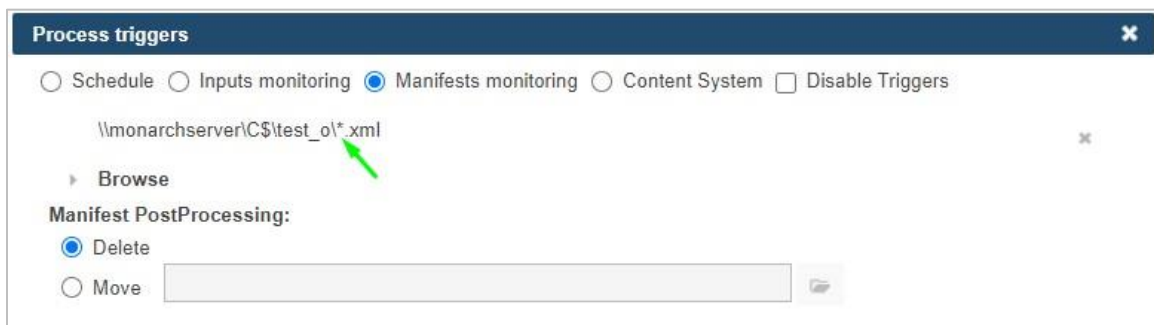 Process triggers
Schedule Inputs monitoring Manifests monitoring Content System Disable Triggers
\\monarchserver\C$\test_o\*.xml
Browse
Manifest PostProcessing:
Delete
Move